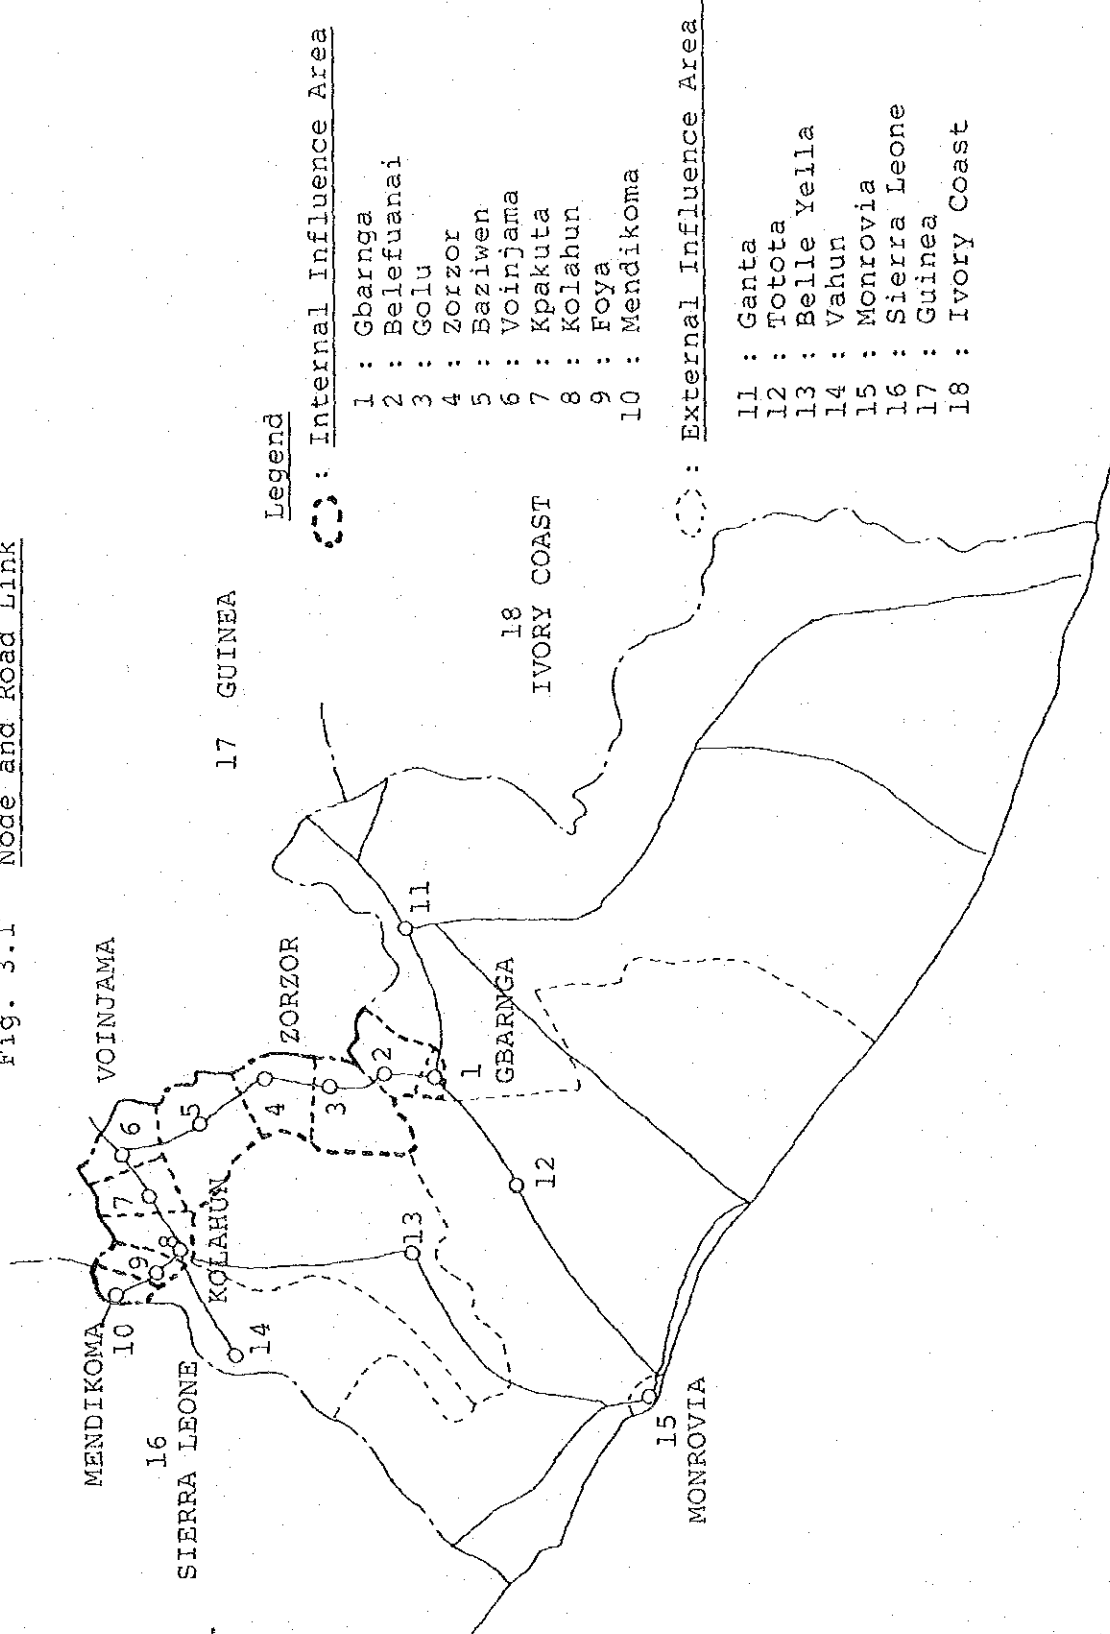 Fig. 3.1 Node and Road Link
Legend
: Internal Influence Area
1 : Gbarnga
2 : Belefuanai
3 : Golu
4 : Zorzor
5 : Baziwen
6 : Voinjama
7 : Kpakuta
8 : Kolahun
9 : Foya
10 : Mendikoma
: External Influence Area
11 : Ganta
12 : Totota
13 : Belle Yella
14 : Vahun
15 : Monrovia
16 : Sierra Leone
17 : Guinea
18 : Ivory Coast
VOINJAMA
MENDIKOMA
10
9
8
7
6
5
4
3
2
1
ZORZOR
KOLAHUN
GBARNGA
16
SIERRA LEONE
14
13
12
11
17 GUINEA
18
IVORY COAST
15
MONROVIA